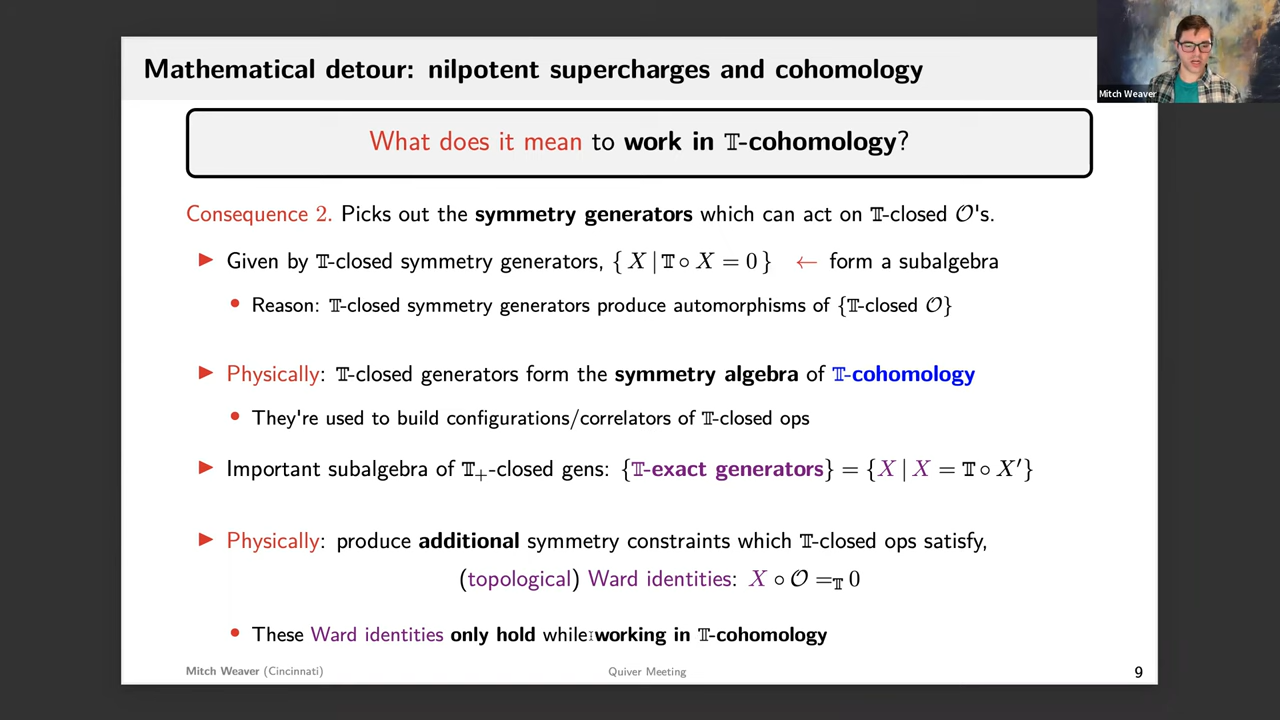 Mathematical detour: nilpotent supercharges and cohomology
Mitch Weaver
What does it mean to work in 𝕋-cohomology?
Consequence 2. Picks out the symmetry generators which can act on 𝕋-closed 𝒪's.
▶ Given by 𝕋-closed symmetry generators, { X | 𝕋 ∘ X = 0 } ← form a subalgebra
• Reason: 𝕋-closed symmetry generators produce automorphisms of {𝕋-closed 𝒪}
▶ Physically: 𝕋-closed generators form the symmetry algebra of 𝕋-cohomology
• They're used to build configurations/correlators of 𝕋-closed ops
▶ Important subalgebra of 𝕋₊-closed gens: {𝕋-exact generators} = {X | X = 𝕋 ∘ X′}
▶ Physically: produce additional symmetry constraints which 𝕋-closed ops satisfy,
(topological) Ward identities: X ∘ 𝒪 =_𝕋 0
• These Ward identities only hold while working in 𝕋-cohomology
Mitch Weaver (Cincinnati) Quiver Meeting 9